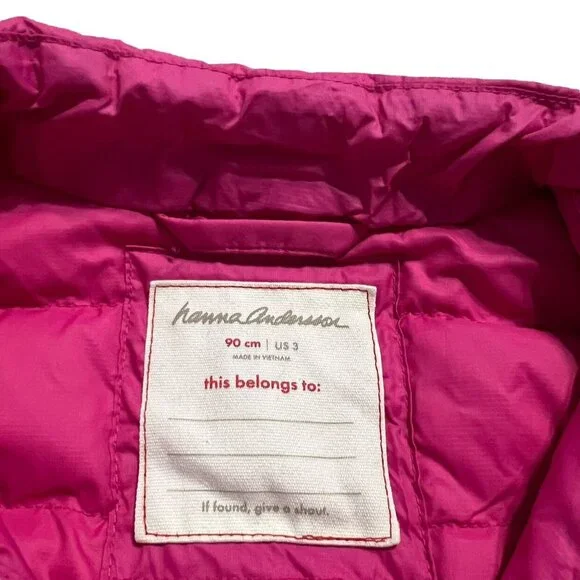 hanna andersson
90 cm | US 3
MADE IN VIETNAM
this belongs to:
If found, give a shout.